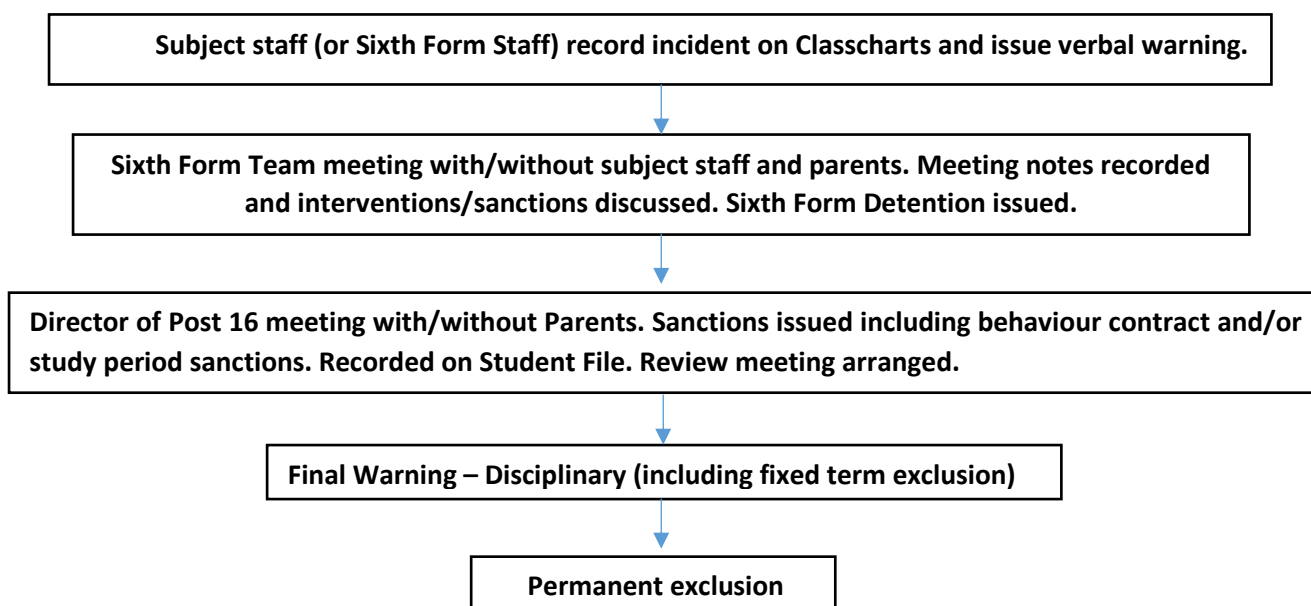 Subject staff (or Sixth Form Staff) record incident on Classcharts and issue verbal warning.
Sixth Form Team meeting with/without subject staff and parents. Meeting notes recorded
and interventions/sanctions discussed. Sixth Form Detention issued.
Director of Post 16 meeting with/without Parents. Sanctions issued including behaviour contract and/or
study period sanctions. Recorded on Student File. Review meeting arranged.
Final Warning – Disciplinary (including fixed term exclusion)
Permanent exclusion